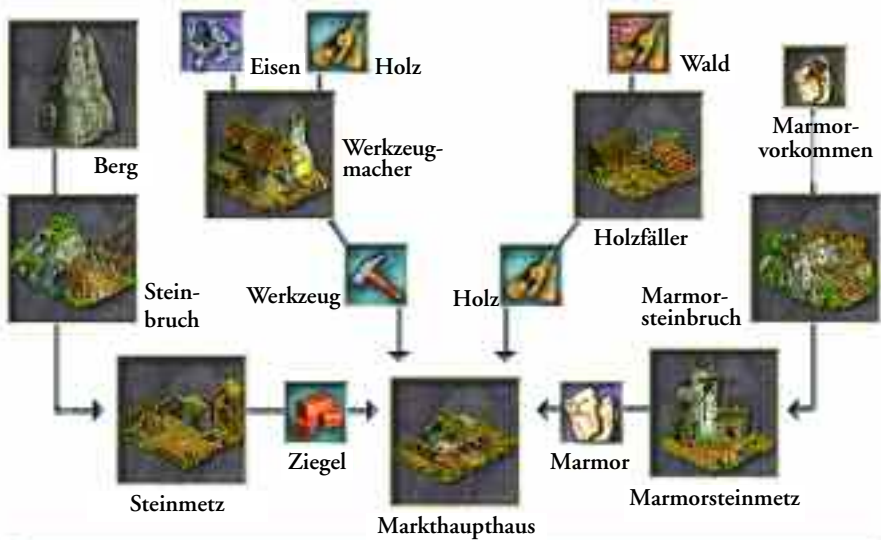 Eisen
Holz
Wald
Marmor-
vorkommen
Berg
Werkzeug-
macher
Holzfäller
Stein-
bruch
Werkzeug
Holz
Marmor-
steinbruch
Ziegel
Marmor
Steinmetz
Marmorsteinmetz
Markthaupthaus